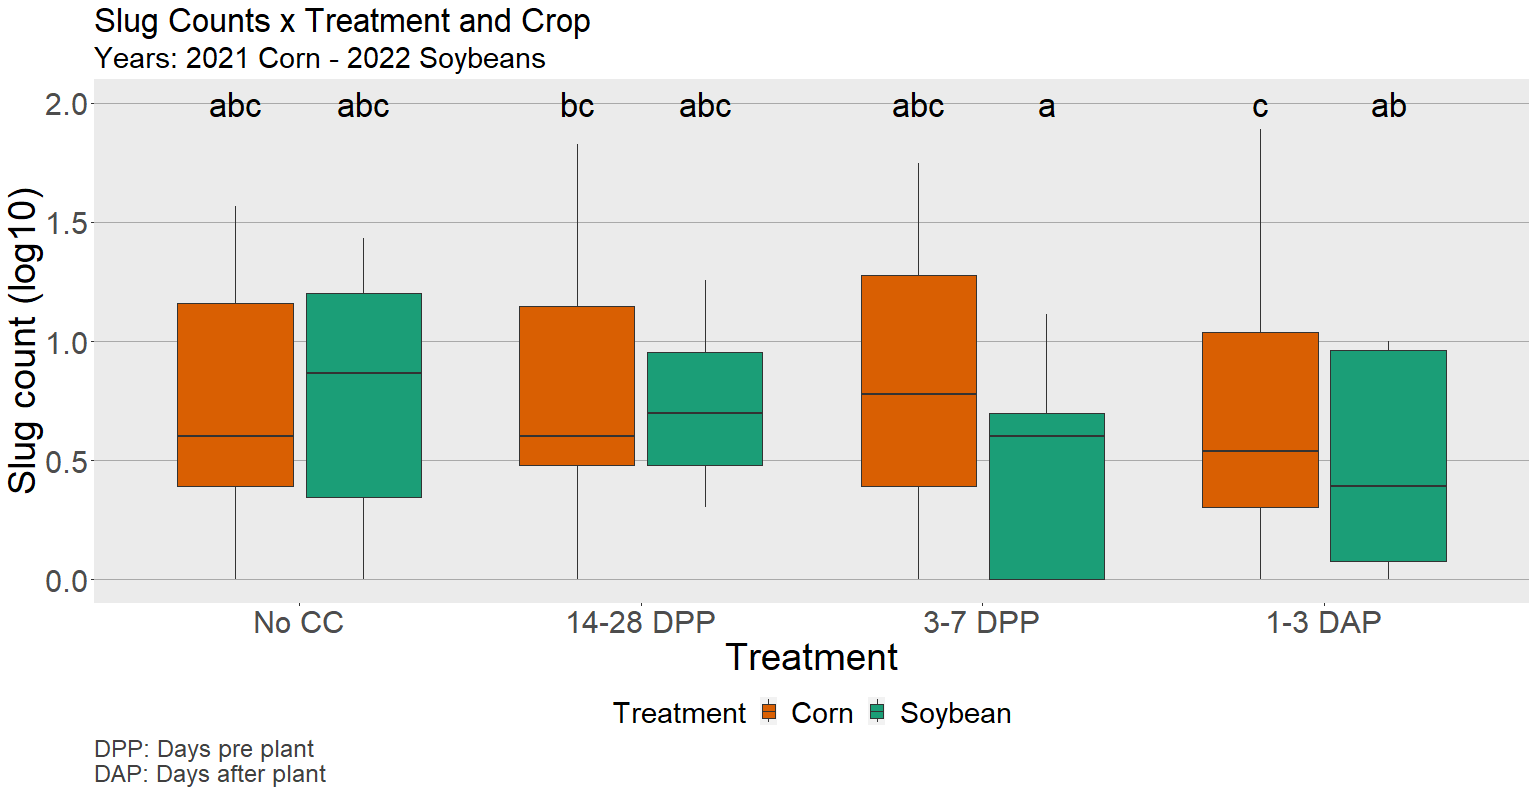 Slug Counts x Treatment and Crop
Years: 2021 Corn - 2022 Soybeans
2.0
abc abc bc abc abc a c ab
1.5
1.0
0.5
0.0
Slug count (log10)
No CC 14-28 DPP 3-7 DPP 1-3 DAP
Treatment
Treatment Corn Soybean
DPP: Days pre plant
DAP: Days after plant